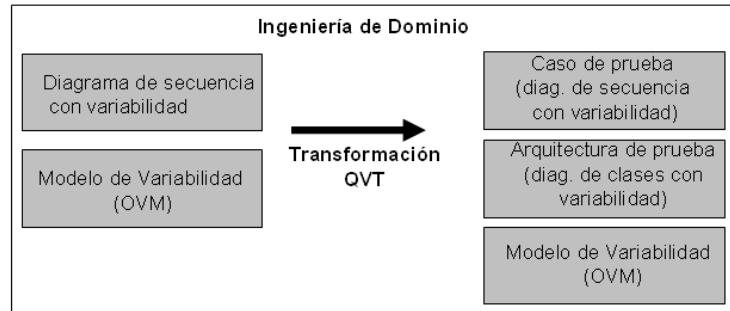 Ingeniería de Dominio
Diagrama de secuencia
con variabilidad
Modelo de Variabilidad
(OVM)
Transformación
QVT
Caso de prueba
(diag. de secuencia
con variabilidad)
Arquitectura de prueba
(diag. de clases con
variabilidad)
Modelo de Variabilidad
(OVM)